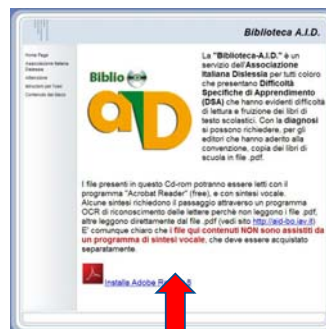 Biblioteca A.I.D.
Home Page
Associazione Italiana
Dislessia
Istruzioni per l'uso
Contenuto del disco
Biblio
aD
La "Biblioteca-A.I.D." è un
servizio dell'Associazione
Italiana Dislessia per tutti coloro
che presentano Difficoltà
Specifiche di Apprendimento
(DSA) che hanno evidenti difficoltà
di lettura e fruizione dei libri di
testo scolastici. Con la diagnosi
si possono richiedere, per gli
editori che hanno aderito alla
convenzione, copia dei libri di
scuola in file .pdf.
I file presenti in questo Cd-rom potranno essere letti con il
programma "Acrobat Reader" (free), e con sintesi vocale.
Alcune sintesi richiedono il passaggio attraverso un programma
OCR di riconoscimento delle lettere perchè non leggono i file .pdf,
altre leggono direttamente dal file .pdf (vedi sito http://aid-bo.iav.it)
E' comunque chiaro che i file qui contenuti NON sono assistiti da
un programma di sintesi vocale, che deve essere acquistato
separatamente.
Installa Adobe